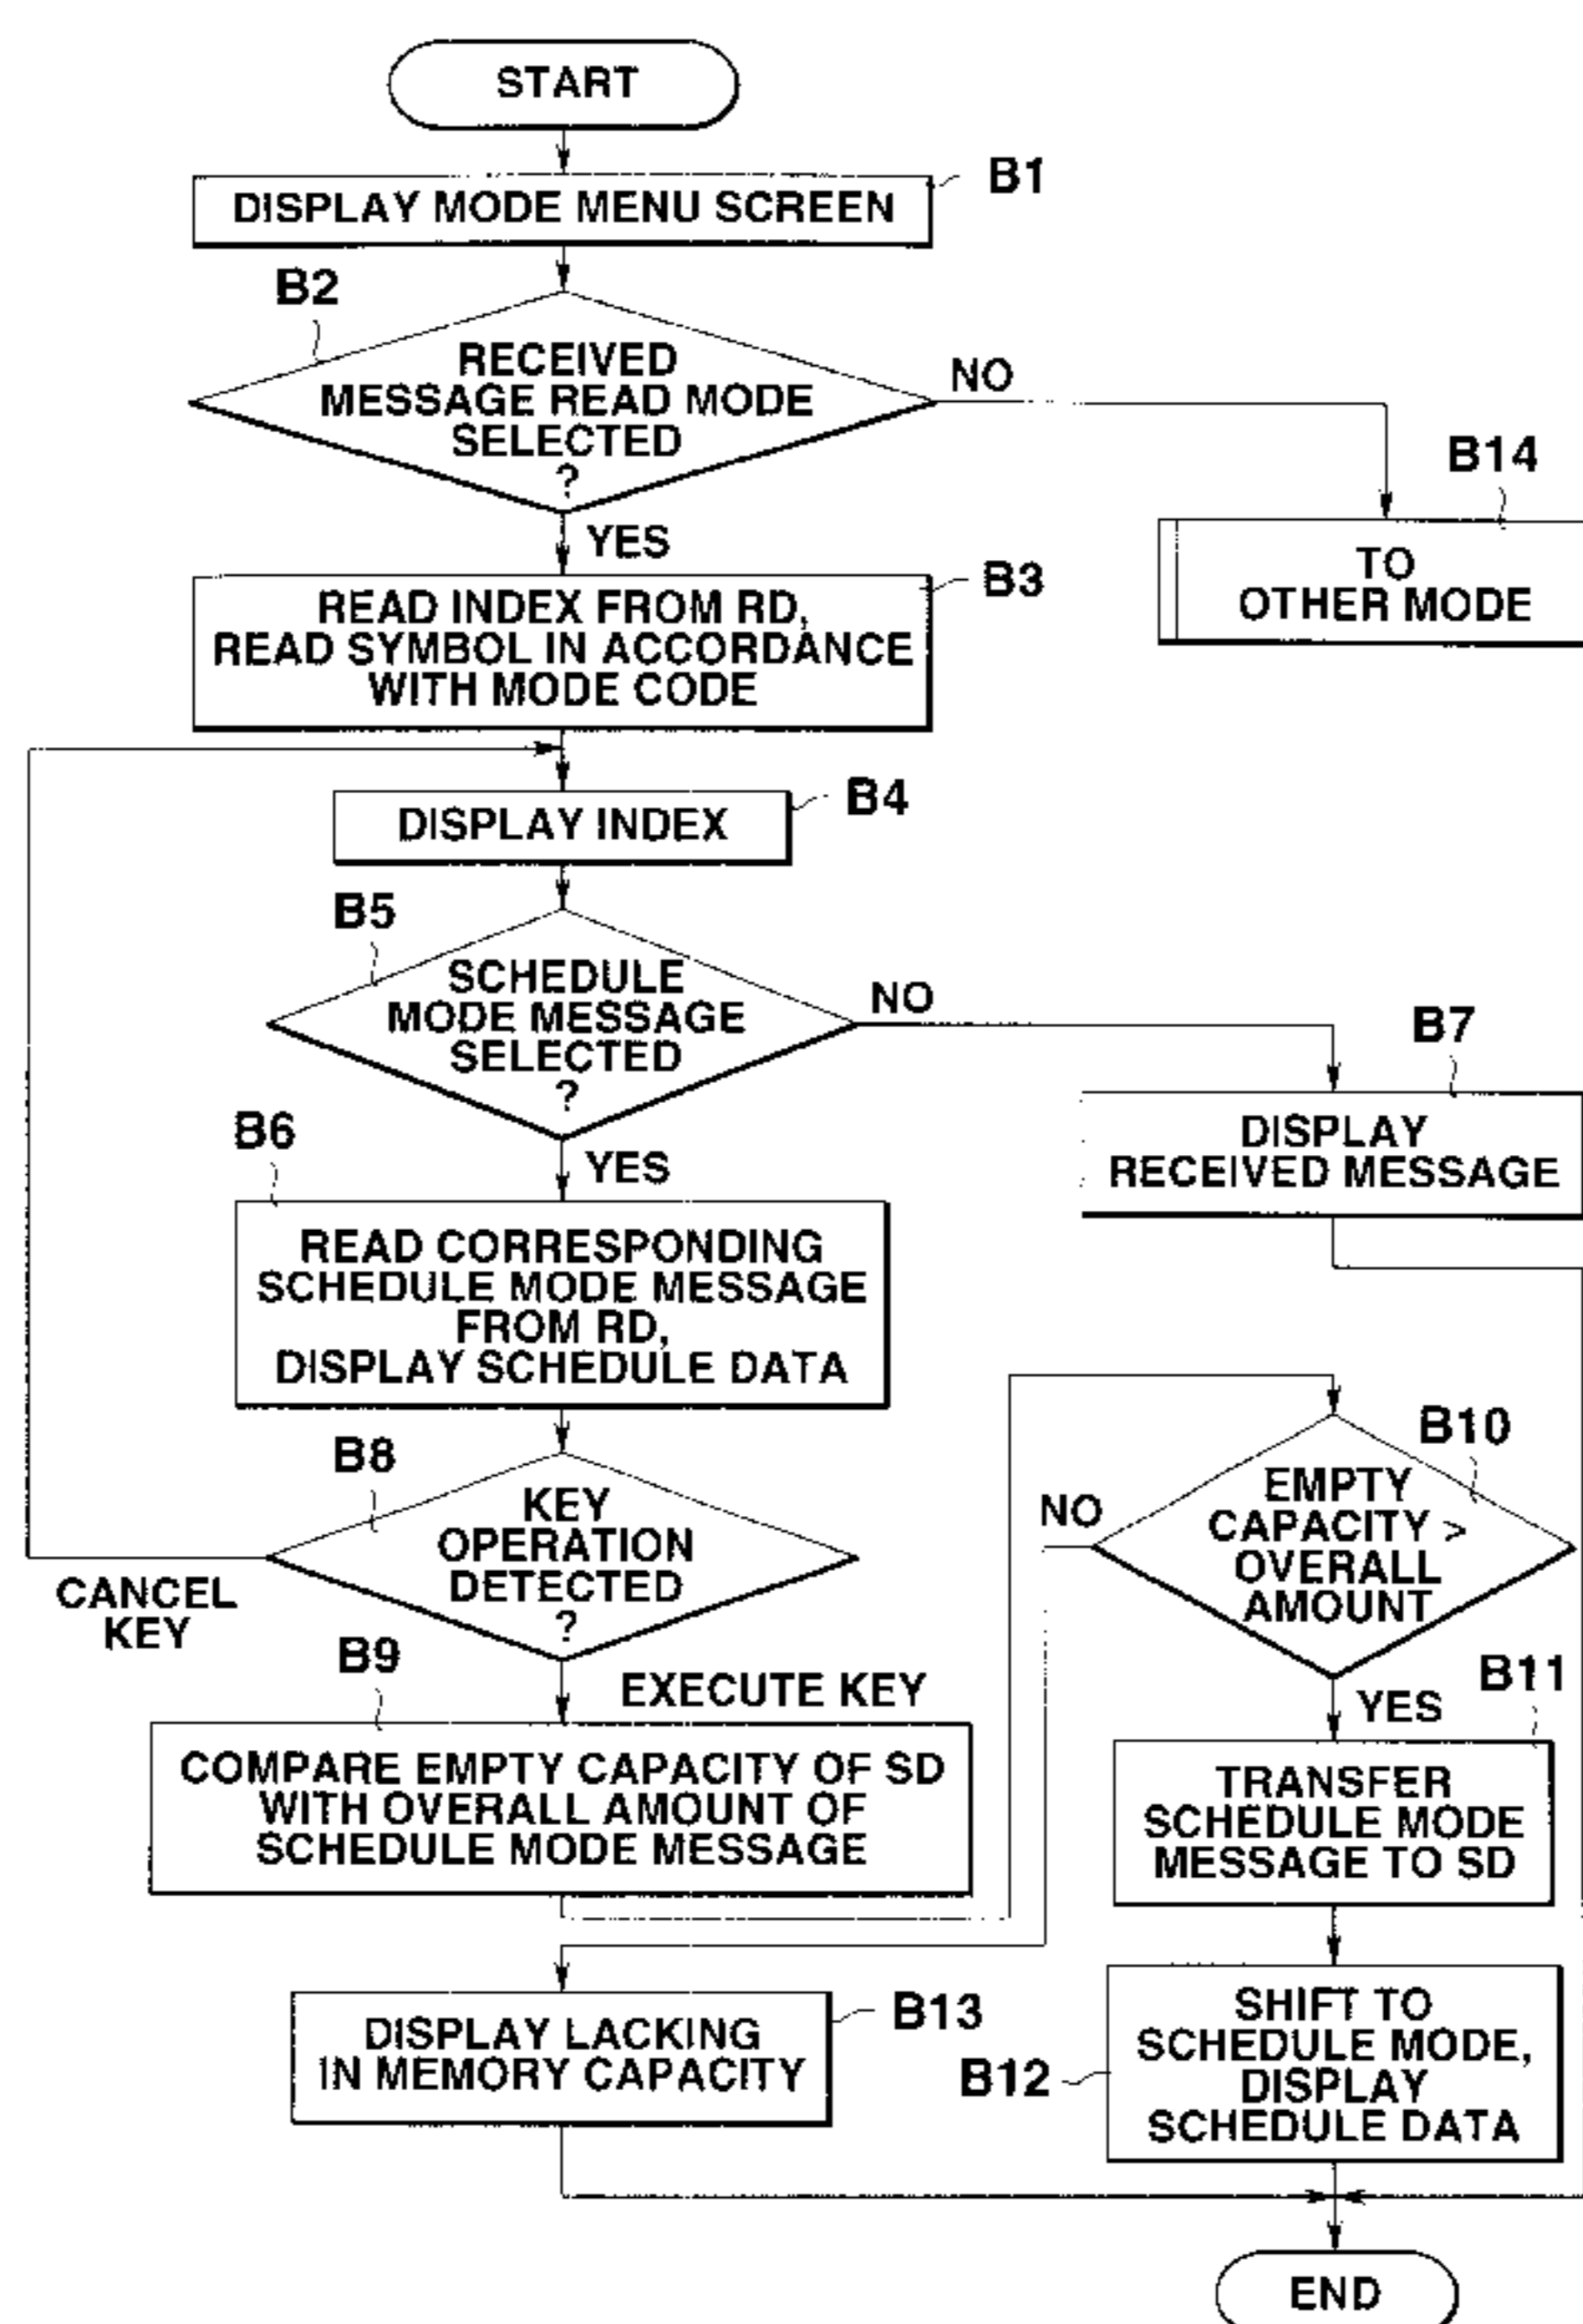 START
B1
DISPLAY MODE MENU SCREEN
B2
RECEIVED
MESSAGE READ MODE
SELECTED
?
NO
YES
B14
TO
OTHER MODE
B3
READ INDEX FROM RD,
READ SYMBOL IN ACCORDANCE
WITH MODE CODE
B4
DISPLAY INDEX
B5
SCHEDULE
MODE MESSAGE
SELECTED
?
NO
YES
B7
DISPLAY
RECEIVED MESSAGE
B6
READ CORRESPONDING
SCHEDULE MODE MESSAGE
FROM RD,
DISPLAY SCHEDULE DATA
B8
KEY
OPERATION
DETECTED
?
CANCEL
KEY
EXECUTE KEY
B9
COMPARE EMPTY CAPACITY OF SD
WITH OVERALL AMOUNT OF
SCHEDULE MODE MESSAGE
B10
EMPTY
CAPACITY >
OVERALL
AMOUNT
NO
YES
B11
TRANSFER
SCHEDULE MODE
MESSAGE TO SD
B12
SHIFT TO
SCHEDULE MODE,
DISPLAY
SCHEDULE DATA
B13
DISPLAY LACKING
IN MEMORY CAPACITY
END